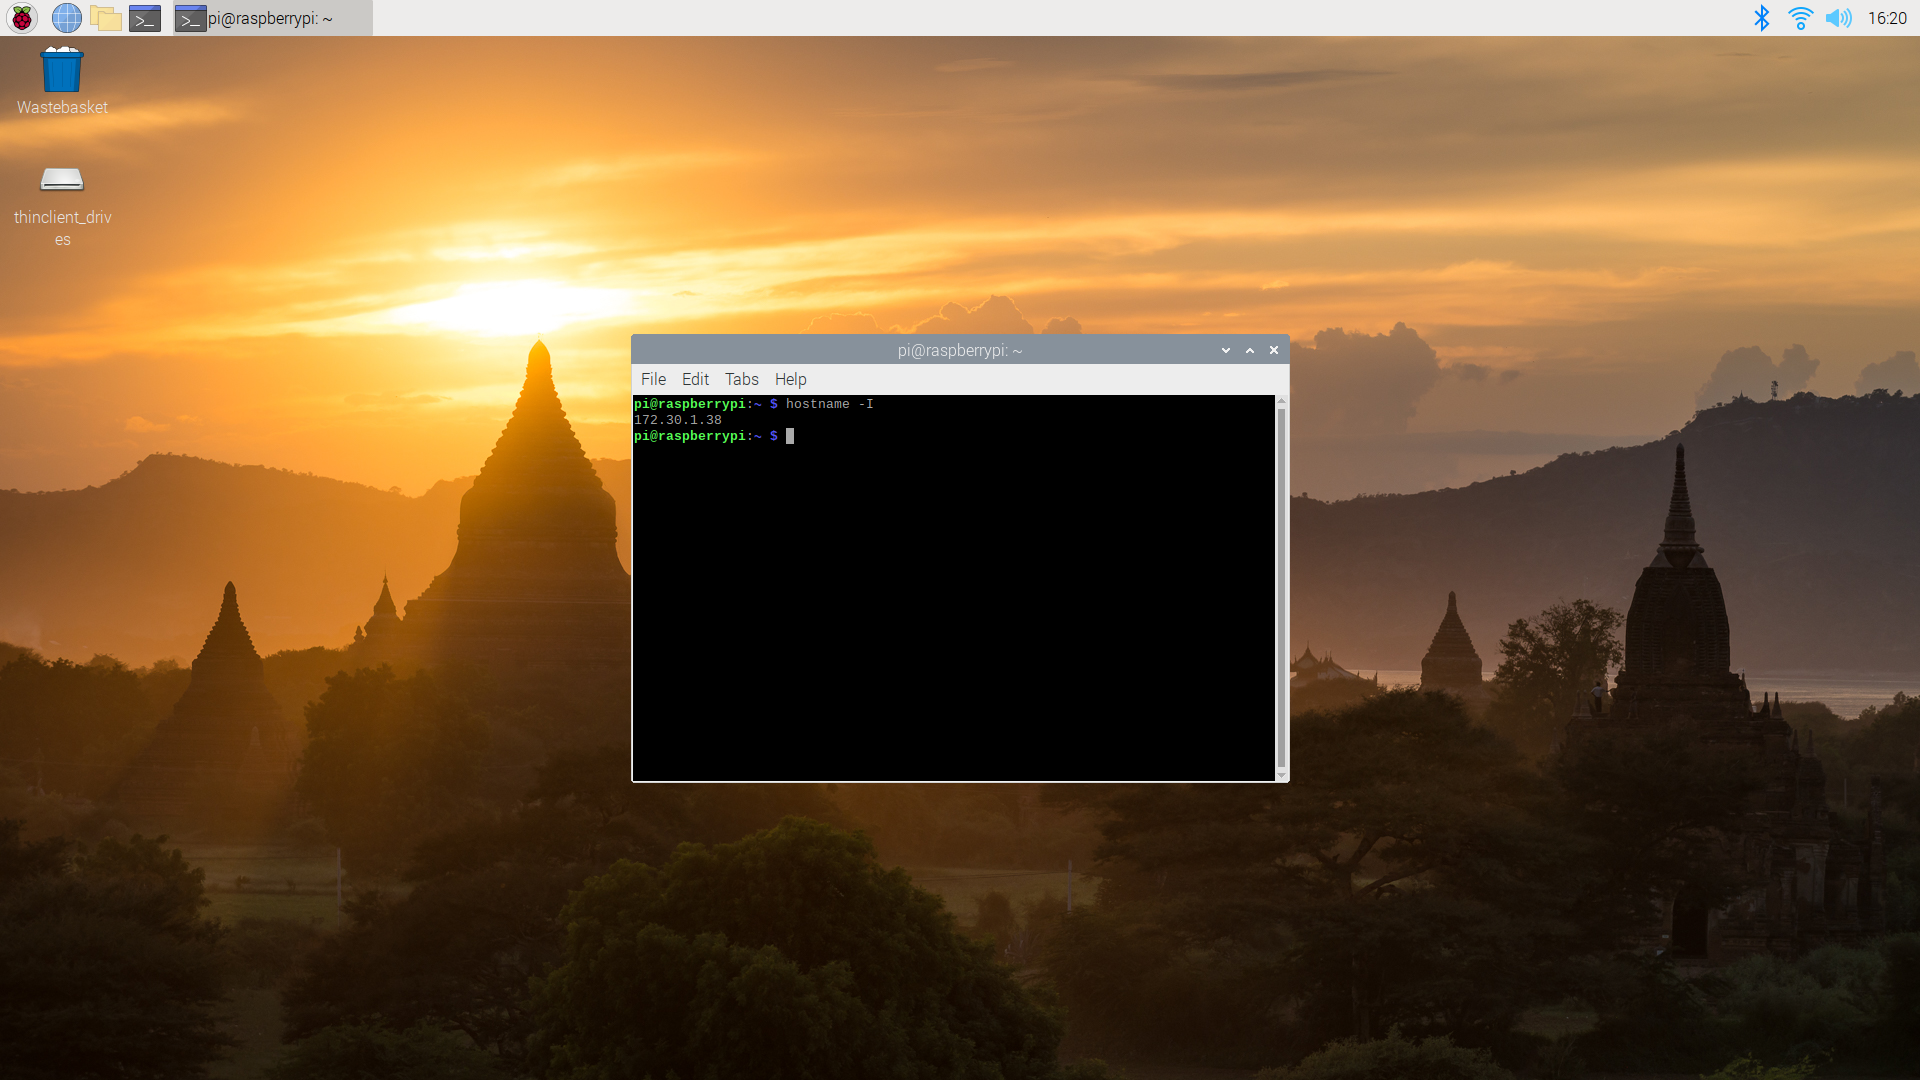 pi@raspberrypi: ~
16:20
Wastebasket
thinclient_driv
es
pi@raspberrypi: ~
File Edit Tabs Help
pi@raspberrypi:~ $ hostname -I
172.30.1.38
pi@raspberrypi:~ $